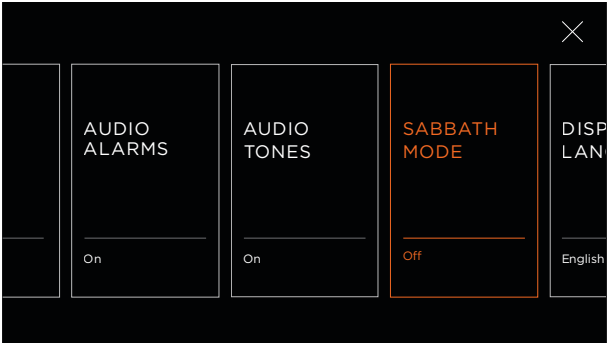 AUDIO
ALARMS
On
AUDIO
TONES
On
SABBATH
MODE
Off
English